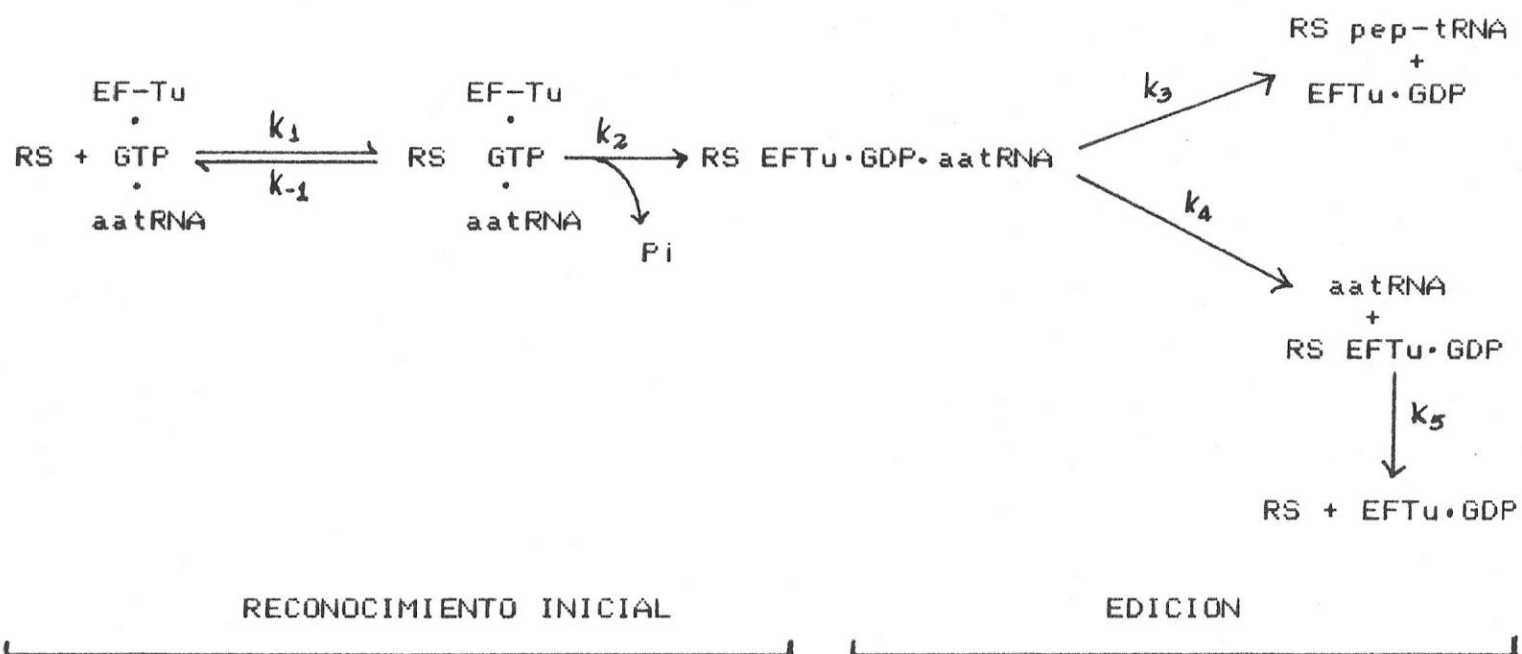 RS pep-tRNA
+
EFTu·GDP
k3
EF-Tu
·
RS + GTP
·
aatRNA
k1
k-1
EF-Tu
·
RS GTP
·
aatRNA
k2
Pi
RS EFTu·GDP·aatRNA
k4
aatRNA
+
RS EFTu·GDP
k5
RS + EFTu·GDP
RECONOCIMIENTO INICIAL
EDICION